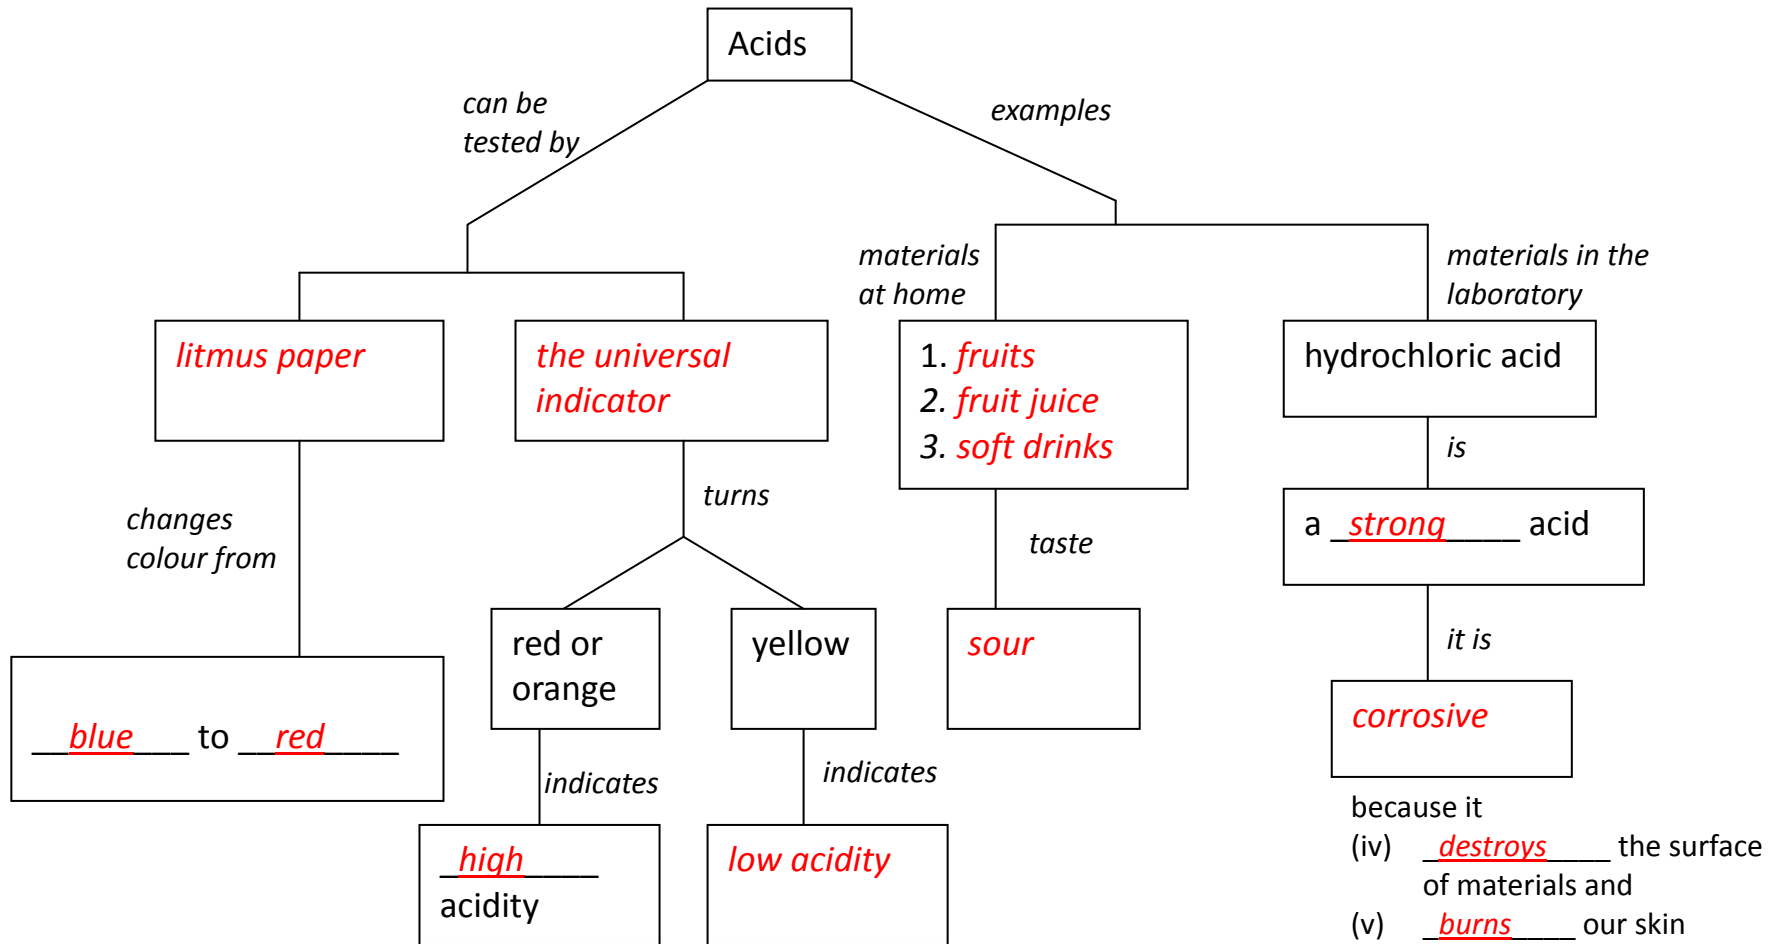 Acids
can be
tested by
examples
materials
at home
materials in the
laboratory
litmus paper
the universal
indicator
1. fruits
2. fruit juice
3. soft drinks
hydrochloric acid
is
changes
colour from
turns
taste
a _strong____ acid
red or
orange
yellow
sour
it is
__blue___ to __red____
corrosive
indicates
indicates
_high____
acidity
low acidity
because it
(iv) _destroys____ the surface
of materials and
(v) _burns____ our skin